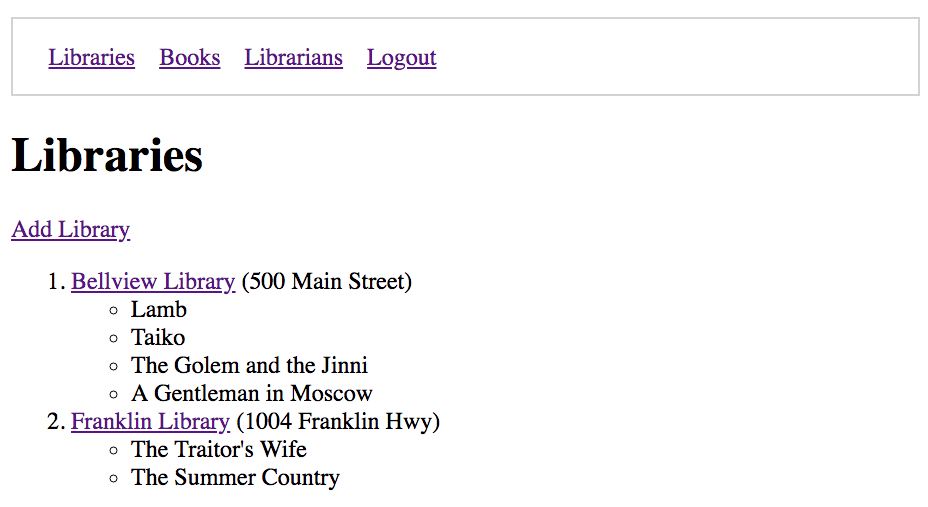 Libraries Books Librarians Logout
Libraries
Add Library
1. Bellview Library (500 Main Street)
Lamb
Taiko
The Golem and the Jinni
A Gentleman in Moscow
2. Franklin Library (1004 Franklin Hwy)
The Traitor's Wife
The Summer Country